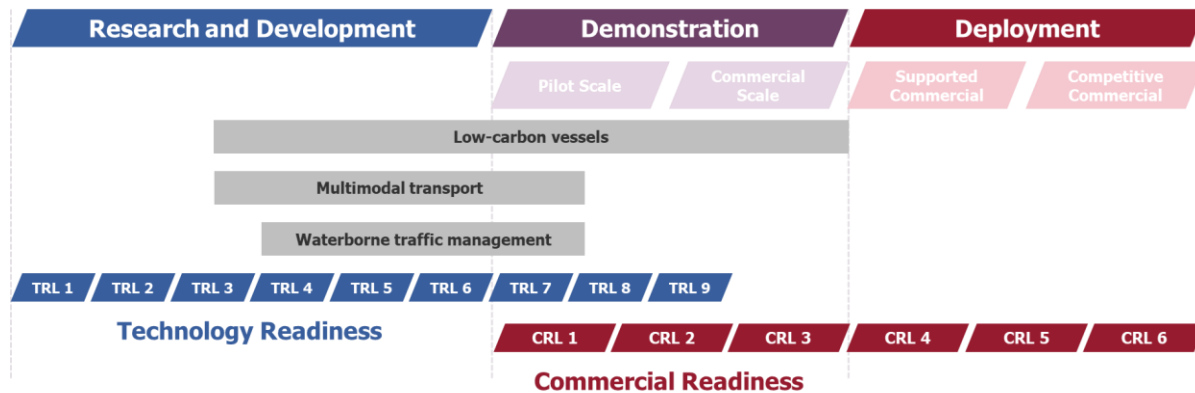 Research and Development
Demonstration
Deployment
Pilot Scale
Commercial
Scale
Supported
Commercial
Competitive
Commercial
Low-carbon vessels
Multimodal transport
Waterborne traffic management
TRL 1
TRL 2
TRL 3
TRL 4
TRL 5
TRL 6
TRL 7
TRL 8
TRL 9
Technology Readiness
CRL 1
CRL 2
CRL 3
CRL 4
CRL 5
CRL 6
Commercial Readiness